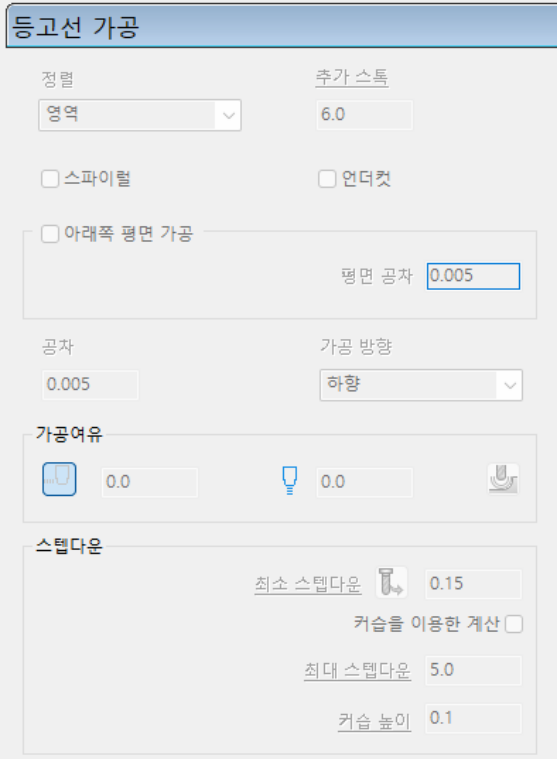 등고선 가공
정렬
추가 스톡
영역
6.0
스파이럴
언더컷
아래쪽 평면 가공
평면 공차
0.005
공차
가공 방향
0.005
하향
가공여유
0.0
0.0
스텝다운
최소 스텝다운
0.15
커습을 이용한 계산
최대 스텝다운
5.0
커습 높이
0.1